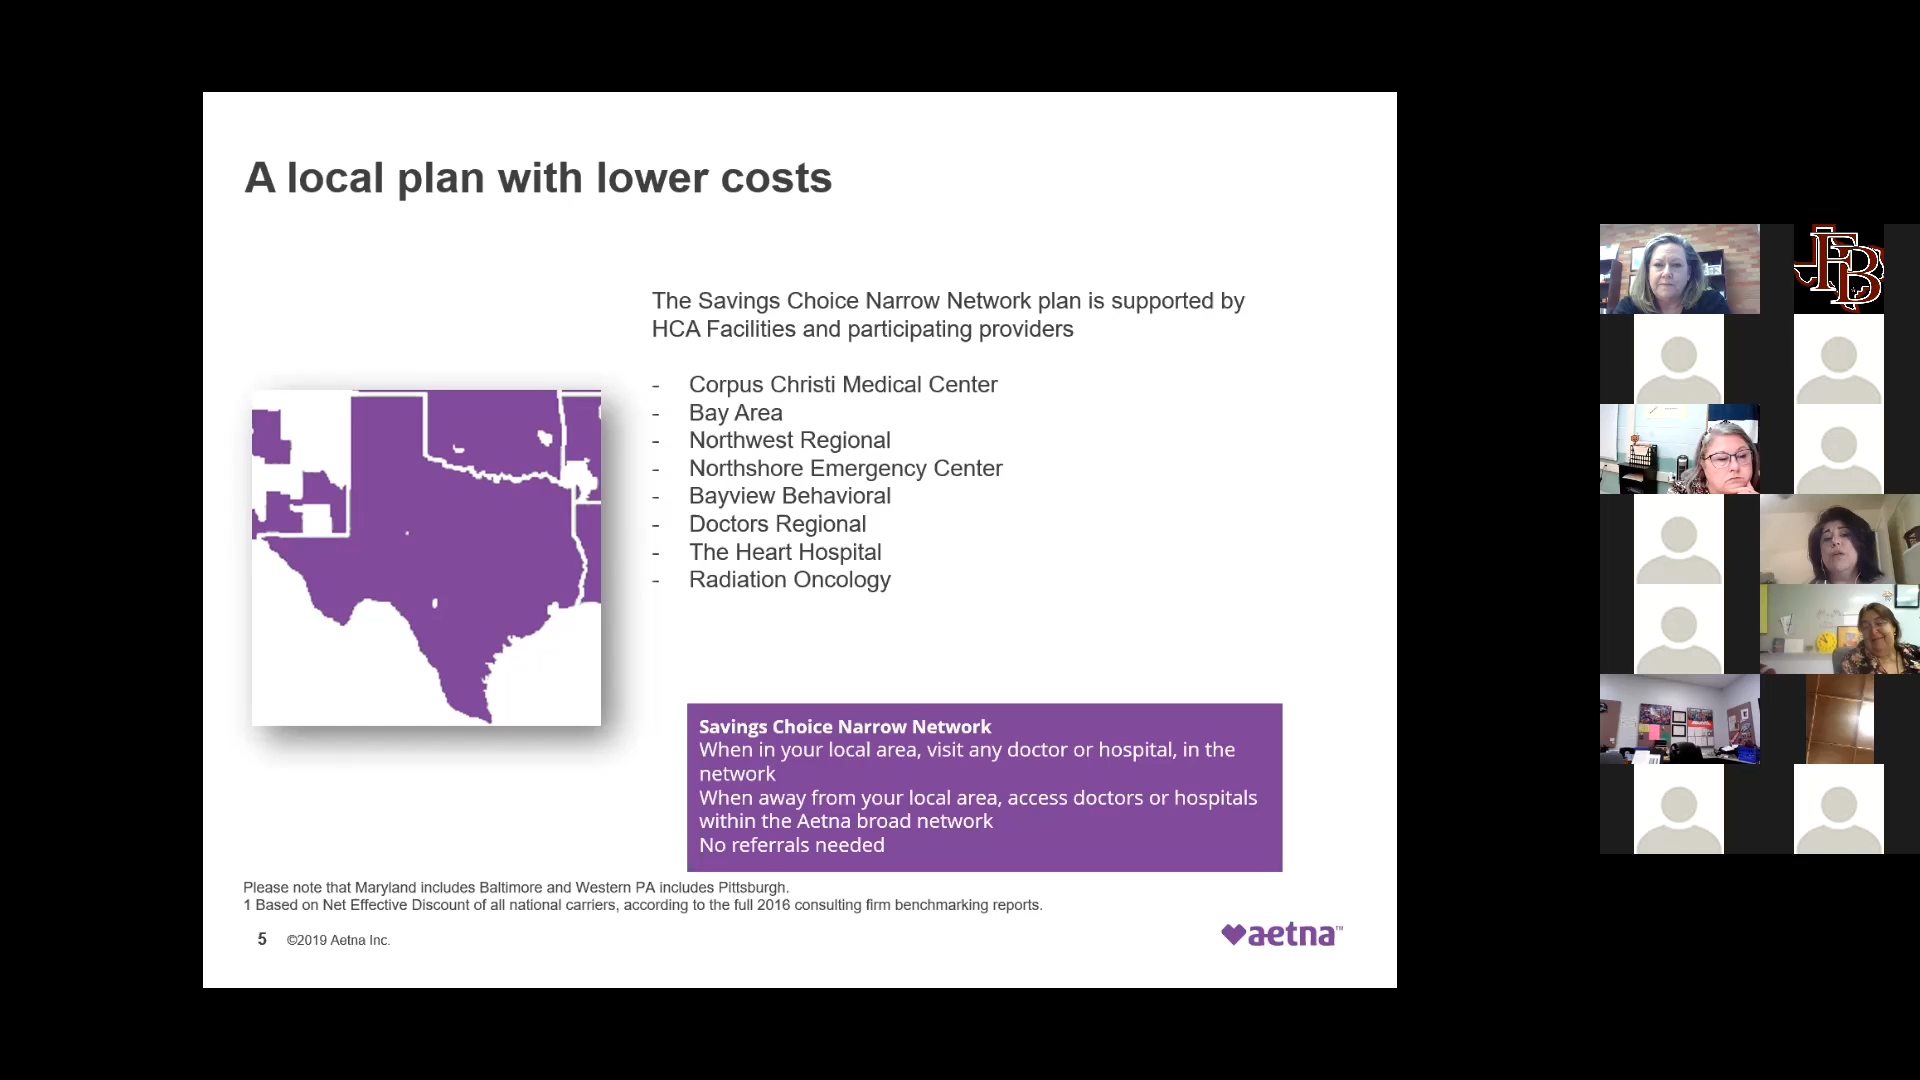 A local plan with lower costs
The Savings Choice Narrow Network plan is supported by
HCA Facilities and participating providers
- Corpus Christi Medical Center
- Bay Area
- Northwest Regional
- Northshore Emergency Center
- Bayview Behavioral
- Doctors Regional
- The Heart Hospital
- Radiation Oncology
Savings Choice Narrow Network
When in your local area, visit any doctor or hospital, in the
network
When away from your local area, access doctors or hospitals
within the Aetna broad network
No referrals needed
Please note that Maryland includes Baltimore and Western PA includes Pittsburgh.
1 Based on Net Effective Discount of all national carriers, according to the full 2016 consulting firm benchmarking reports.
5 ©2019 Aetna Inc.
aetna™
FB